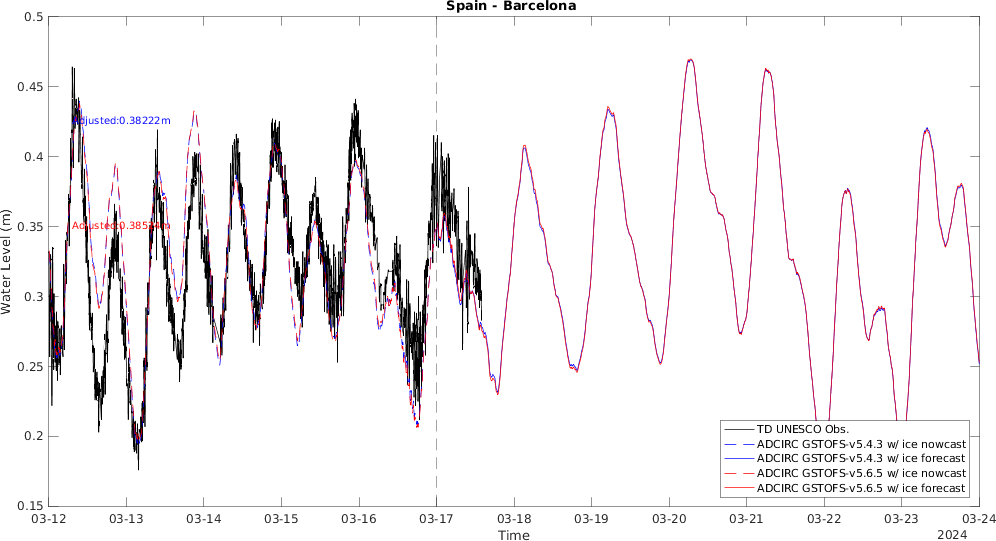 Spain - Barcelona
0.5
0.45
0.4
0.35
0.3
0.25
0.2
0.15
Water Level (m)
Adjusted:0.38222m
03-12
03-13
03-14
03-15
03-16
03-17
03-18
03-19
03-20
03-21
03-22
03-23
03-24
Time
2024
TD UNESCO Obs.
ADCIRC GSTOFS-v5.4.3 w/ ice nowcast
ADCIRC GSTOFS-v5.4.3 w/ ice forecast
ADCIRC GSTOFS-v5.6.5 w/ ice nowcast
ADCIRC GSTOFS-v5.6.5 w/ ice forecast